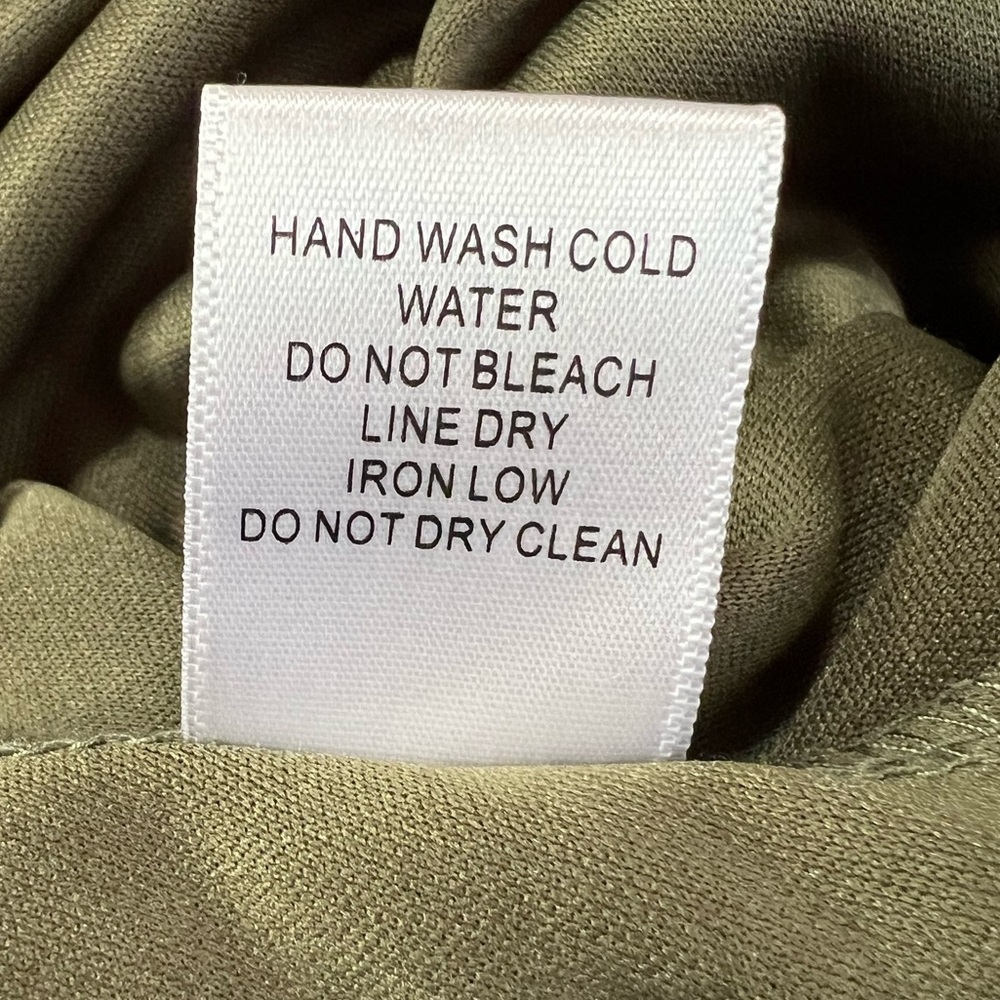 HAND WASH COLD
WATER
DO NOT BLEACH
LINE DRY
IRON LOW
DO NOT DRY CLEAN